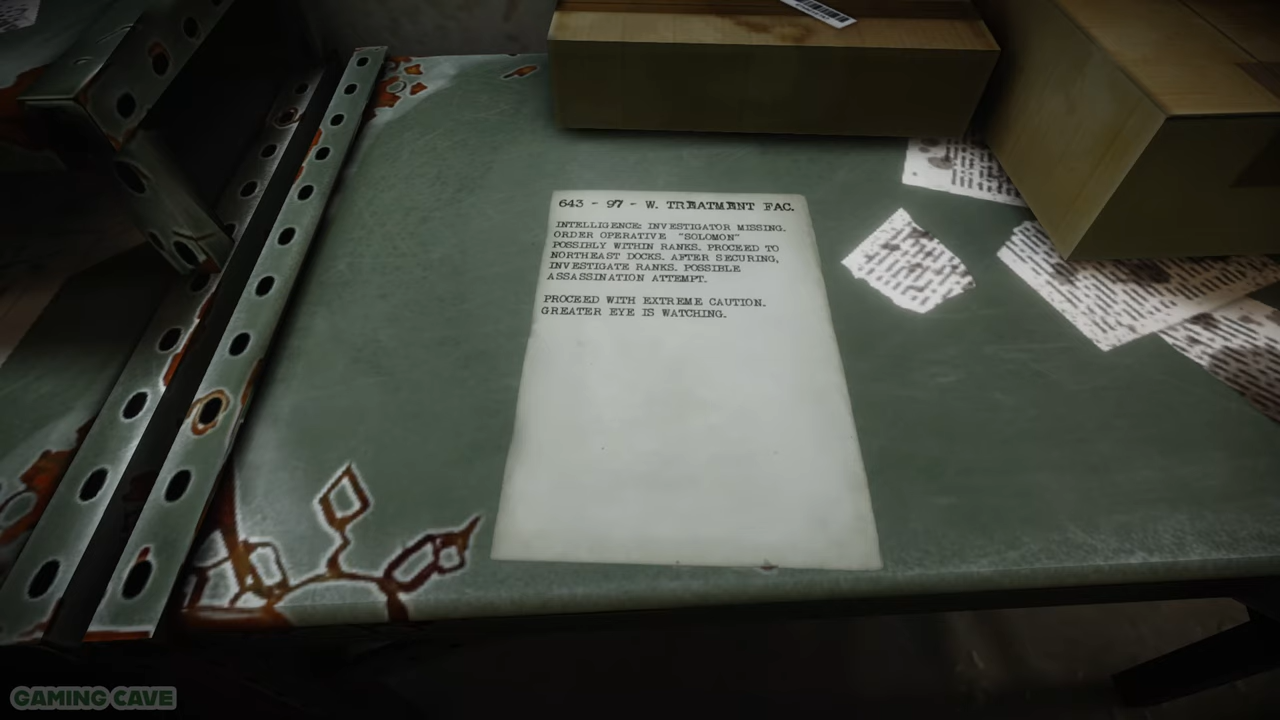 643 - 97 - W. TREATMENT FAC.
INTELLIGENCE: INVESTIGATOR MISSING.
ORDER OPERATIVE "SOLOMON"
POSSIBLY WITHIN RANKS. PROCEED TO
NORTHEAST DOCKS. AFTER SECURING,
INVESTIGATE RANKS. POSSIBLE
ASSASSINATION ATTEMPT.
PROCEED WITH EXTREME CAUTION.
GREATER EYE IS WATCHING.
GAMING CAVE